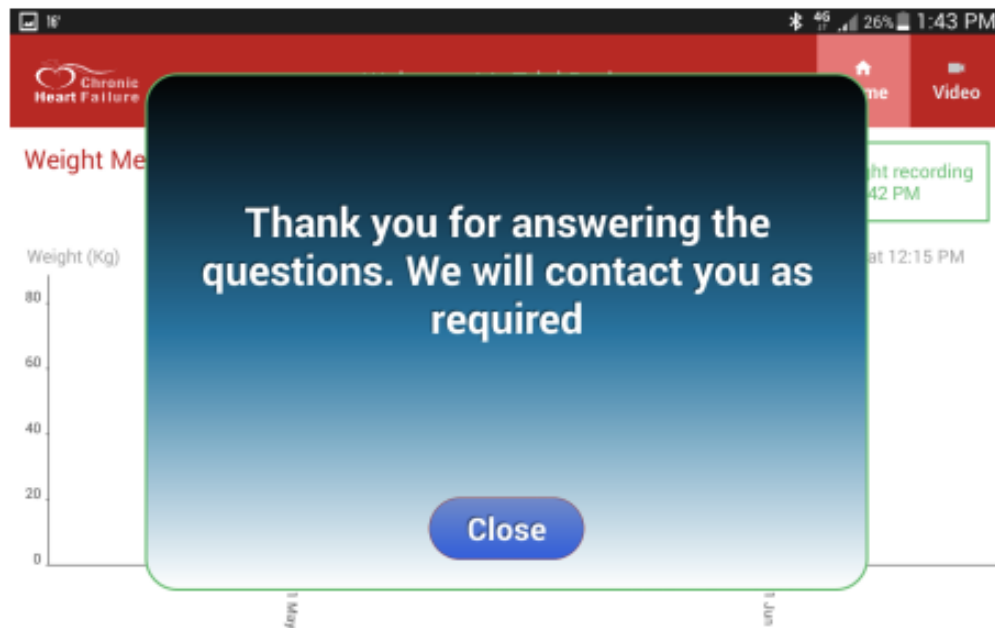 16°
4G
26%
1:43 PM
Chronic
Heart Failure
Video
Weight Me
ht recording
42 PM
Weight (Kg)
at 12:15 PM
Thank you for answering the
questions. We will contact you as
required
80
60
40
20
0
Close
1 May
1 Jun